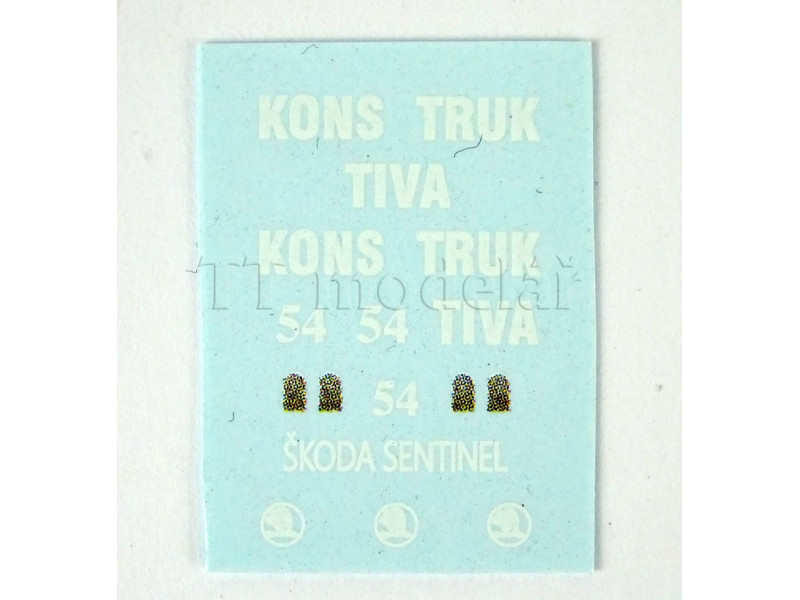 KONS TRUK
TIVA
KONS TRUK
TT modelář
54 54 TIVA
54
ŠKODA SENTINEL